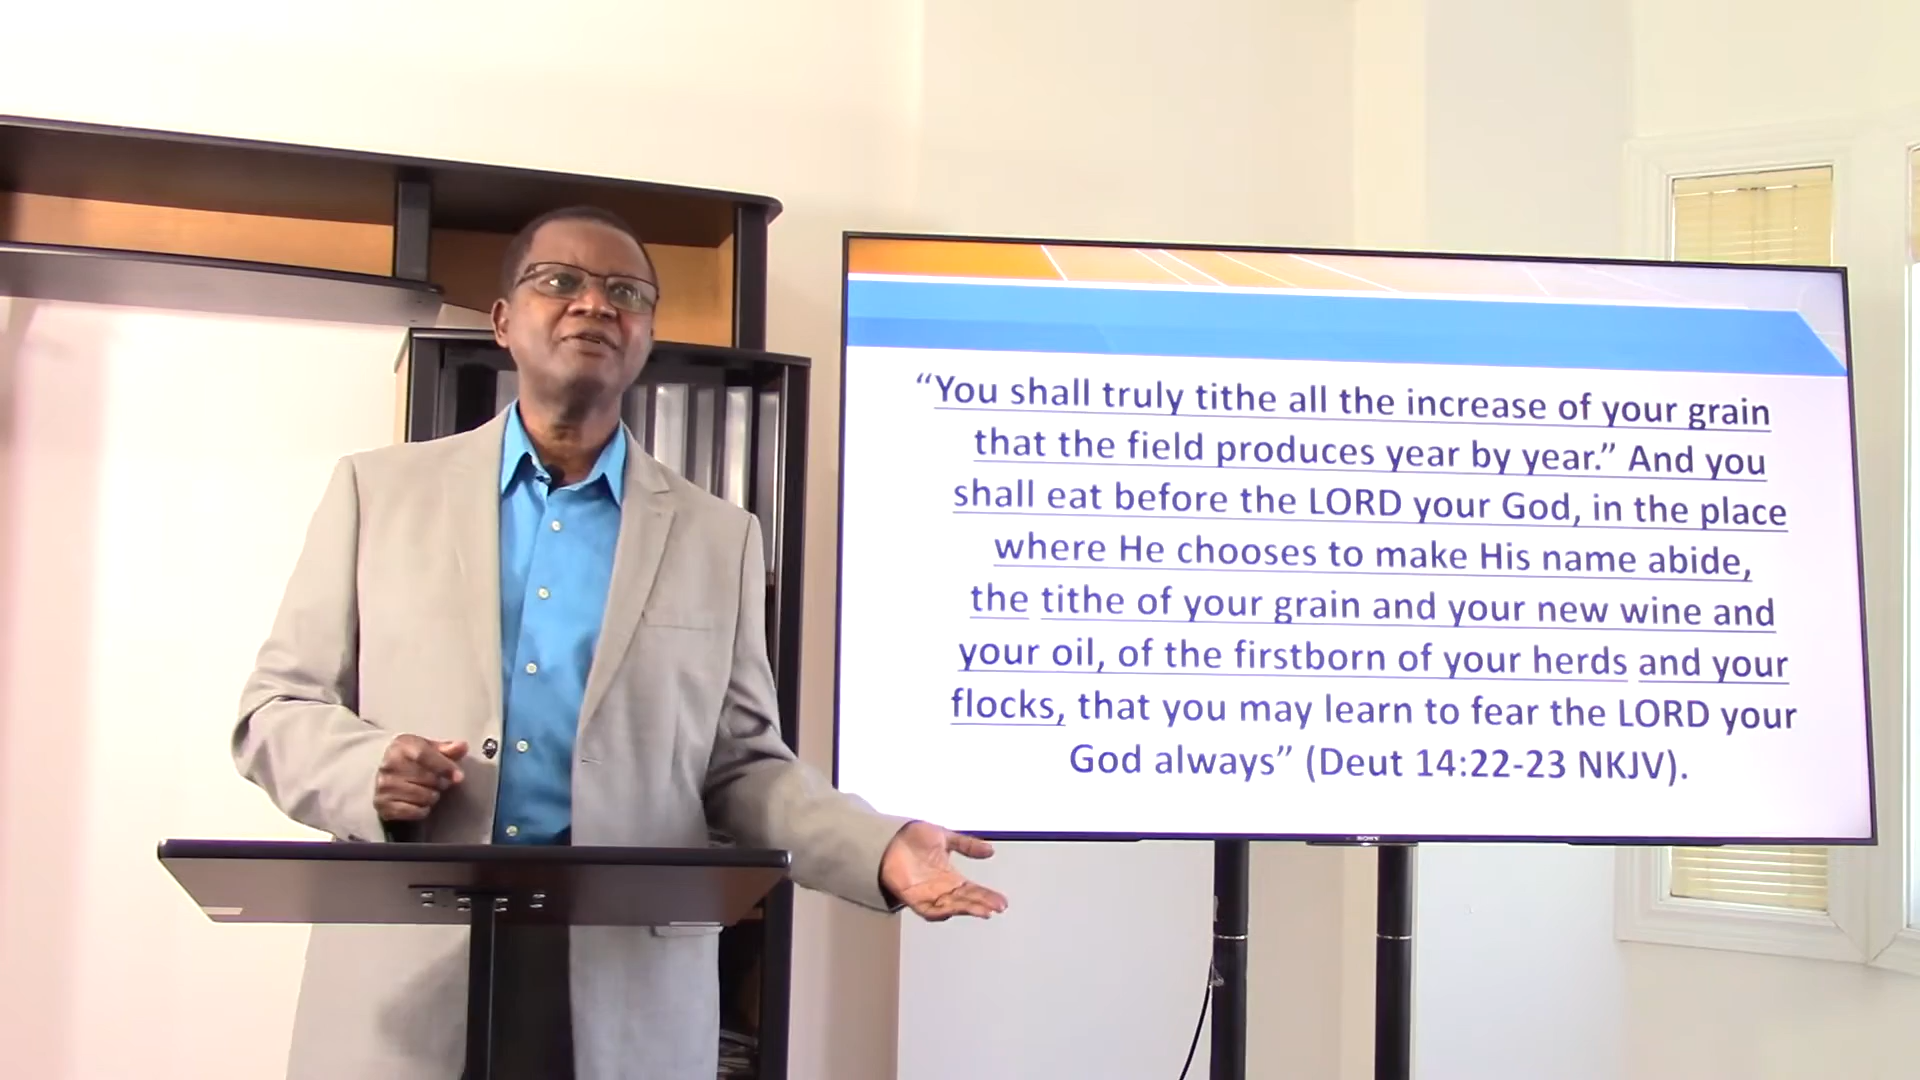 “You shall truly tithe all the increase of your grain
that the field produces year by year.” And you
shall eat before the LORD your God, in the place
where He chooses to make His name abide,
the tithe of your grain and your new wine and
your oil, of the firstborn of your herds and your
flocks, that you may learn to fear the LORD your
God always” (Deut 14:22-23 NKJV).
SONY